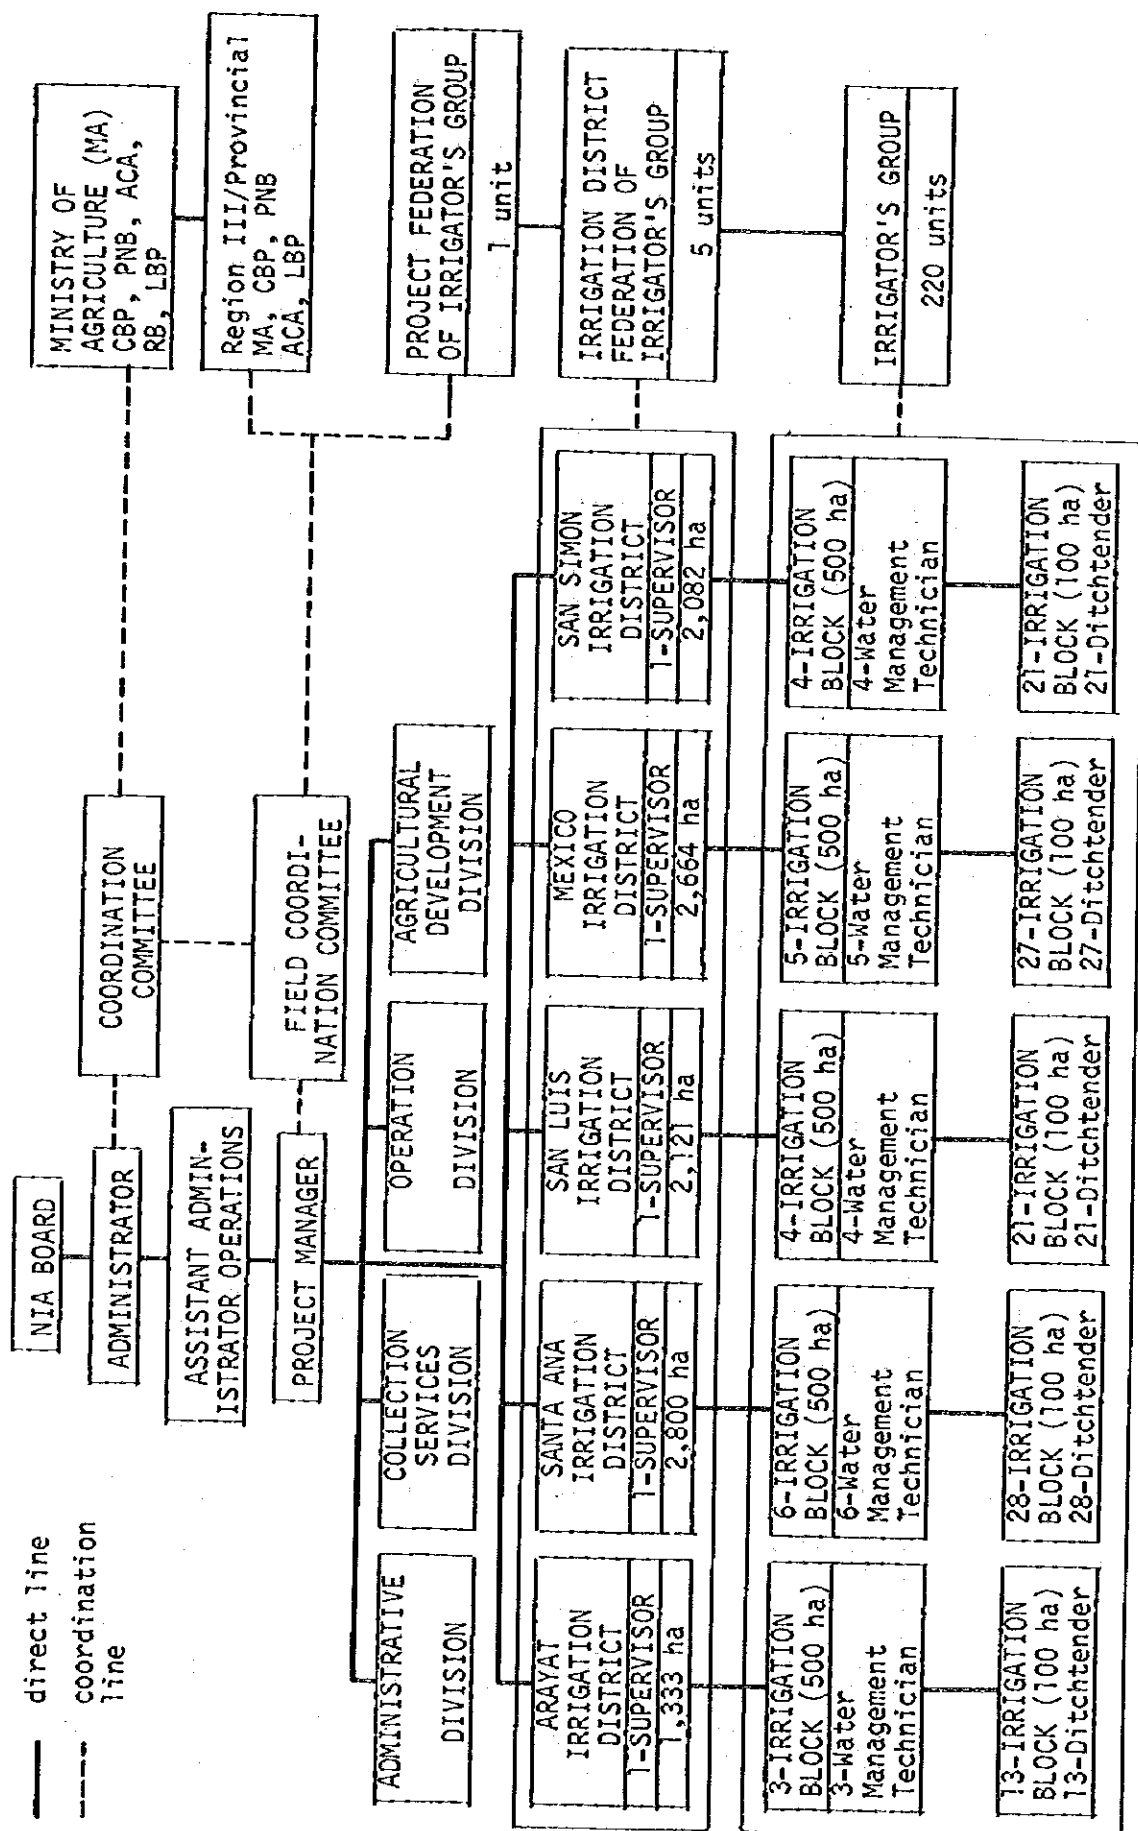 direct line
coordination
line
NIA BOARD
ADMINISTRATOR
ASSISTANT ADMIN-
ISTRATOR OPERATIONS
PROJECT MANAGER
COORDINATION
COMMITTEE
FIELD COORDI-
NATION COMMITTEE
MINISTRY OF
AGRICULTURE (MA)
CBP, PNB, ACA,
RB, LBP
Region III/Provincial
MA, CBP, PNB
ACA, LBP
PROJECT FEDERATION
OF IRRIGATOR'S GROUP
1 unit
IRRIGATION DISTRICT
FEDERATION OF
IRRIGATOR'S GROUP
5 units
IRRIGATOR'S GROUP
220 units
ADMINISTRATIVE
DIVISION
COLLECTION
SERVICES
DIVISION
OPERATION
DIVISION
AGRICULTURAL
DEVELOPMENT
DIVISION
ARAYAT
IRRIGATION
DISTRICT
1-SUPERVISOR
1,333 ha
SANTA ANA
IRRIGATION
DISTRICT
1-SUPERVISOR
2,800 ha
SAN LUIS
IRRIGATION
DISTRICT
1-SUPERVISOR
2,121 ha
MEXICO
IRRIGATION
DISTRICT
1-SUPERVISOR
2,664 ha
SAN SIMON
IRRIGATION
DISTRICT
1-SUPERVISOR
2,082 ha
3-IRRIGATION
BLOCK (500 ha)
3-Water
Management
Technician
6-IRRIGATION
BLOCK (500 ha)
6-Water
Management
Technician
4-IRRIGATION
BLOCK (500 ha)
4-Water
Management
Technician
5-IRRIGATION
BLOCK (500 ha)
5-Water
Management
Technician
4-IRRIGATION
BLOCK (500 ha)
4-Water
Management
Technician
13-IRRIGATION
BLOCK (100 ha)
13-Ditchtender
28-IRRIGATION
BLOCK (100 ha)
28-Ditchtender
21-IRRIGATION
BLOCK (100 ha)
21-Ditchtender
27-IRRIGATION
BLOCK (100 ha)
27-Ditchtender
21-IRRIGATION
BLOCK (100 ha)
21-Ditchtender